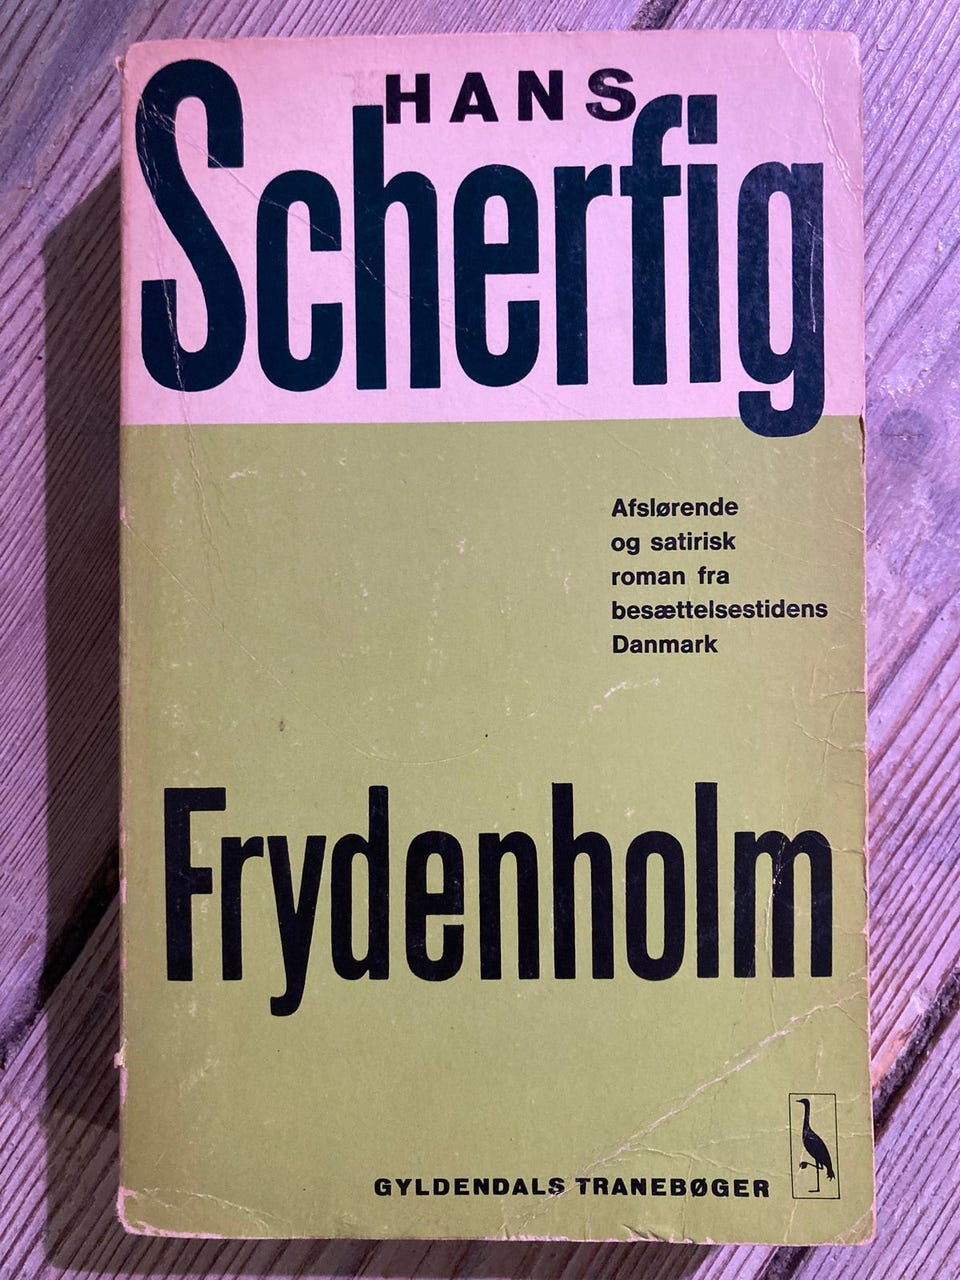 HANS
Scherfig
Afslørende
og satirisk
roman fra
besættelsestidens
Danmark
Frydenholm
GYLDENDALS TRANEBØGER